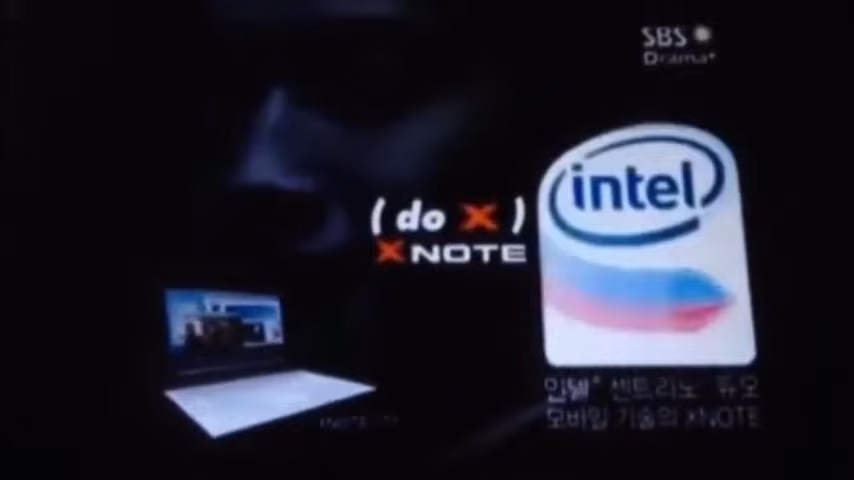 SBS
Drama+
intel
( do X )
XNOTE
인텔® 센트리노 듀오
모바일 기술의 XNOTE